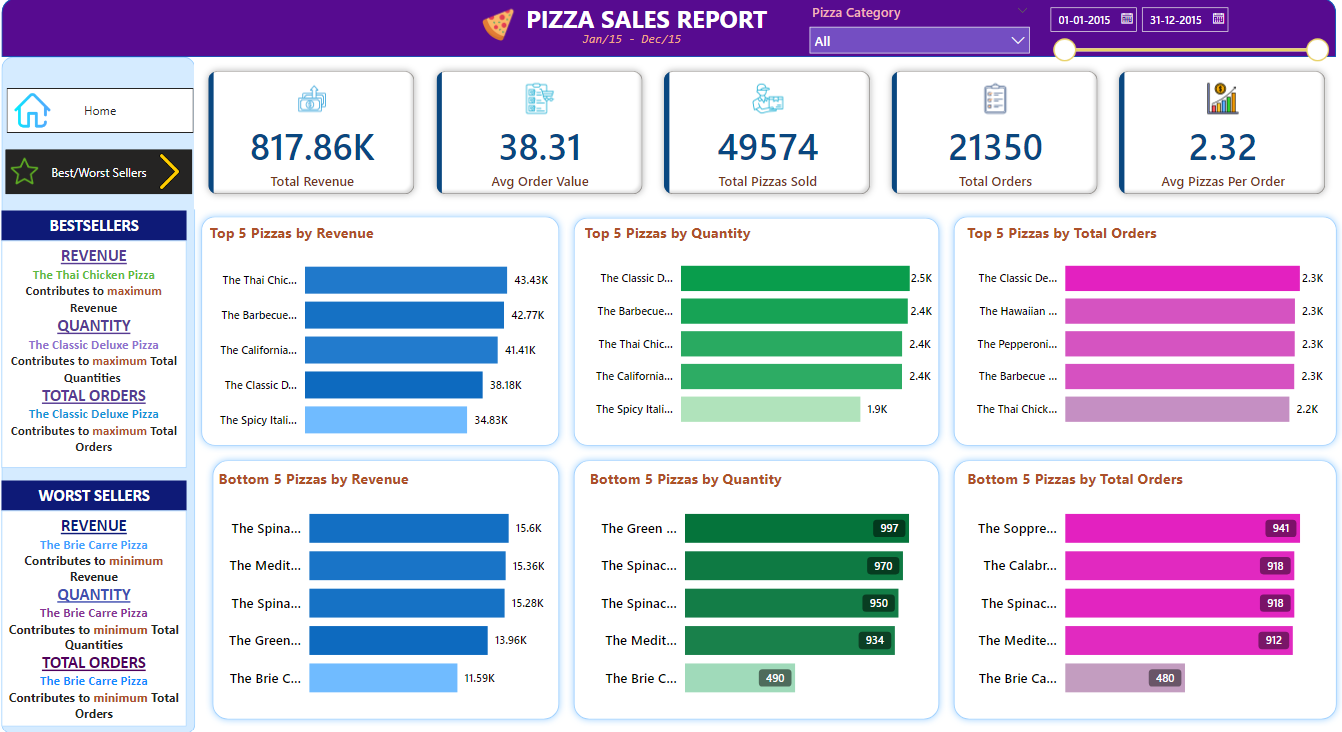 PIZZA SALES REPORT
Jan/15 - Dec/15
Pizza Category
All
01-01-2015
31-12-2015
Home
Best/Worst Sellers
817.86K
Total Revenue
38.31
Avg Order Value
49574
Total Pizzas Sold
21350
Total Orders
2.32
Avg Pizzas Per Order
BESTSELLERS
REVENUE
The Thai Chicken Pizza
Contributes to maximum
Revenue
QUANTITY
The Classic Deluxe Pizza
Contributes to maximum Total
Quantities
TOTAL ORDERS
The Classic Deluxe Pizza
Contributes to maximum Total
Orders
WORST SELLERS
REVENUE
The Brie Carre Pizza
Contributes to minimum
Revenue
QUANTITY
The Brie Carre Pizza
Contributes to minimum Total
Quantities
TOTAL ORDERS
The Brie Carre Pizza
Contributes to minimum Total
Orders
Top 5 Pizzas by Revenue
The Thai Chic... 43.43K
The Barbecue... 42.77K
The California... 41.41K
The Classic D... 38.18K
The Spicy Itali... 34.83K
Top 5 Pizzas by Quantity
The Classic D... 2.5K
The Barbecue... 2.4K
The Thai Chic... 2.4K
The California... 2.4K
The Spicy Itali... 1.9K
Top 5 Pizzas by Total Orders
The Classic De... 2.3K
The Hawaiian ... 2.3K
The Pepperoni... 2.3K
The Barbecue ... 2.3K
The Thai Chick... 2.2K
Bottom 5 Pizzas by Revenue
The Spina... 15.6K
The Medit... 15.36K
The Spina... 15.28K
The Green... 13.96K
The Brie C... 11.59K
Bottom 5 Pizzas by Quantity
The Green ... 997
The Spinac... 970
The Spinac... 950
The Medit... 934
The Brie C... 490
Bottom 5 Pizzas by Total Orders
The Soppre... 941
The Calabr... 918
The Spinac... 918
The Medite... 912
The Brie Ca... 480